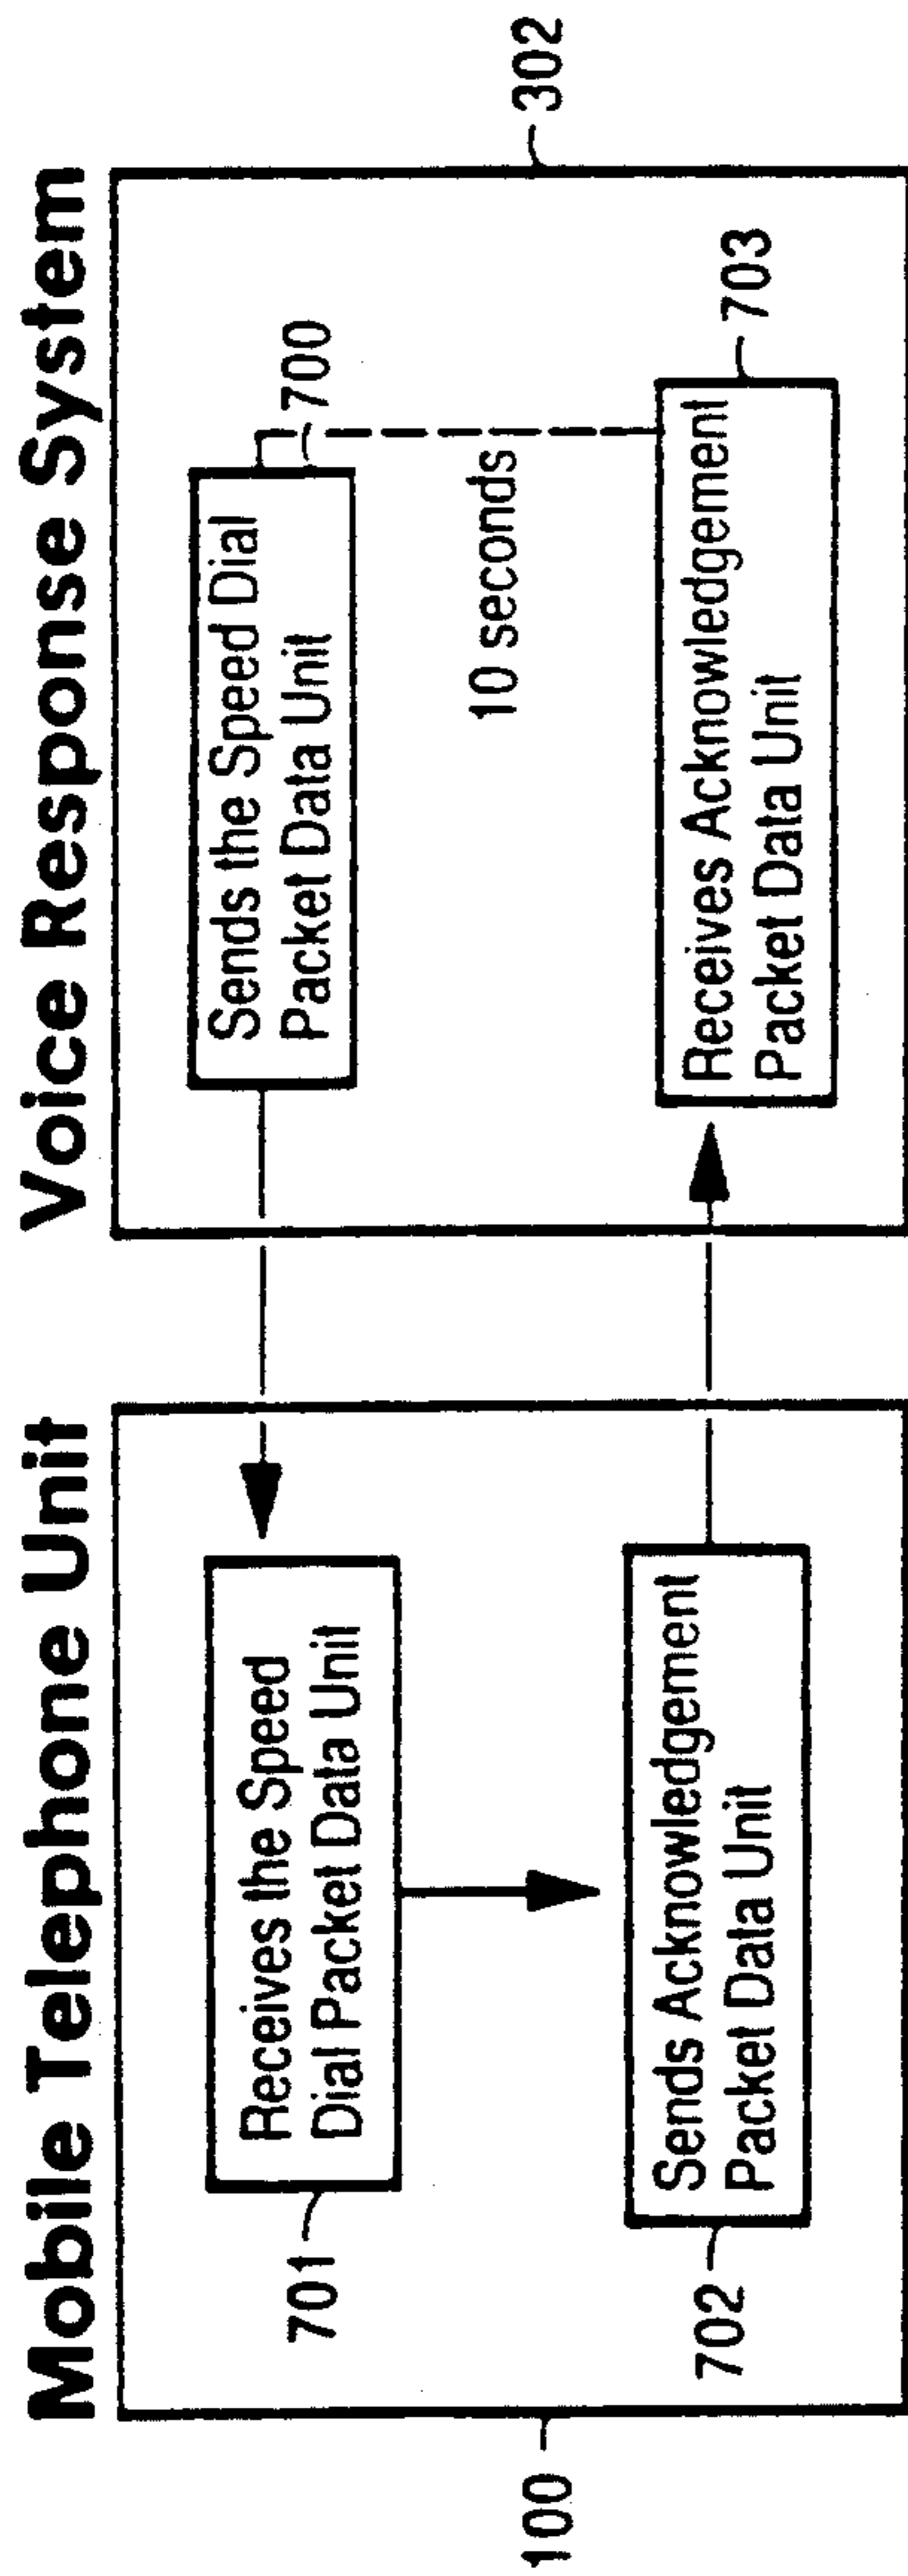 Mobile Telephone Unit
Voice Response System
Receives the Speed
Dial Packet Data Unit
701
Sends the Speed Dial
Packet Data Unit
700
10 seconds
Sends Acknowledgement
Packet Data Unit
702
Receives Acknowledgement
Packet Data Unit
703
100
302